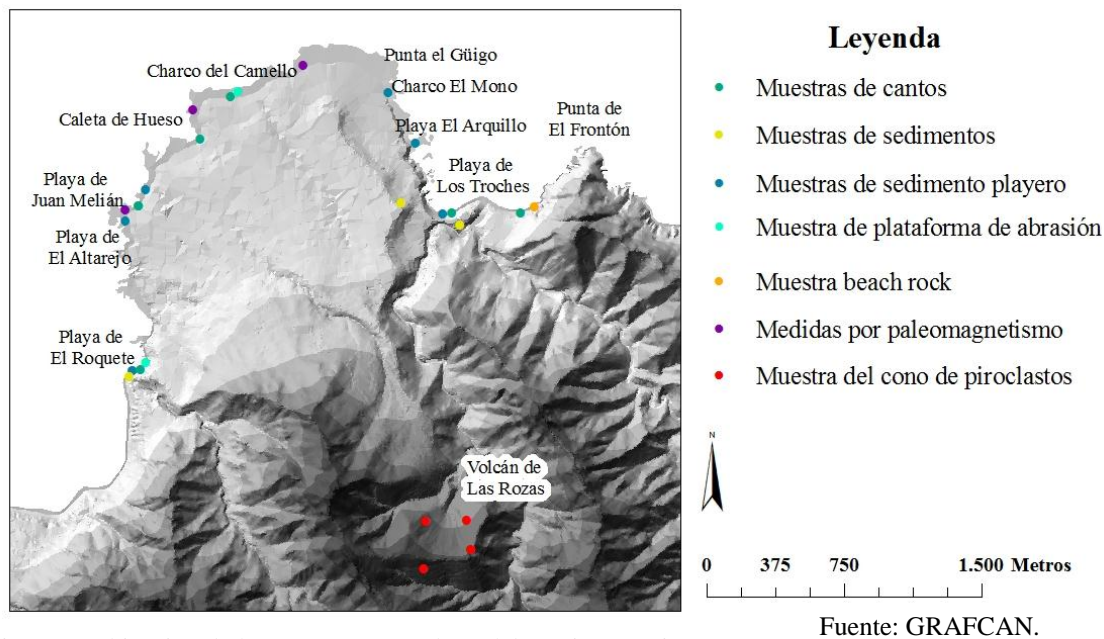 Punta el Güigo
Charco del Camello
Charco El Mono
Punta de
El Frontón
Caleta de Hueso
Playa El Arquillo
Playa de
Los Troches
Playa de
Juan Melián
Playa de
El Altarejo
Playa de
El Roquete
Volcán de
Las Rozas
Leyenda
Muestras de cantos
Muestras de sedimentos
Muestras de sedimento playero
Muestra de plataforma de abrasión
Muestra beach rock
Medidas por paleomagnetismo
Muestra del cono de piroclastos
N
0 375 750 1.500 Metros
Fuente: GRAFCAN.